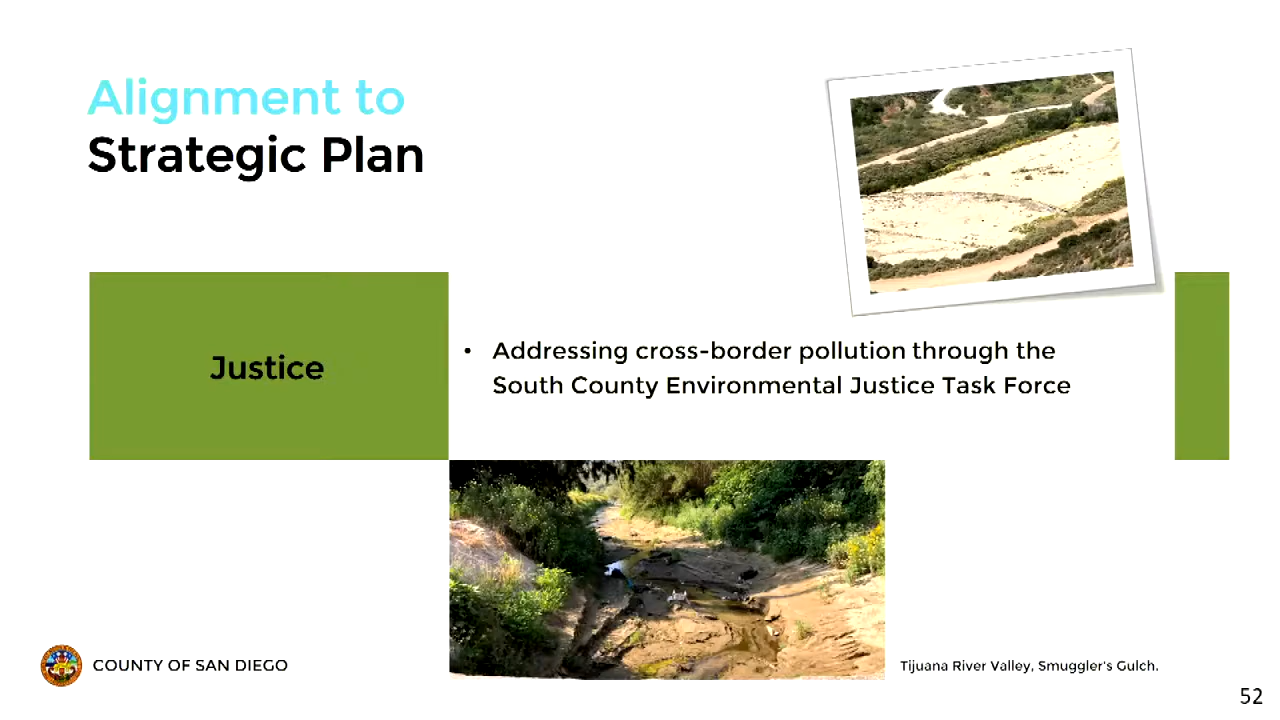 Alignment to
Strategic Plan
Justice
• Addressing cross-border pollution through the
South County Environmental Justice Task Force
COUNTY OF SAN DIEGO
Tijuana River Valley, Smuggler's Gulch.
52